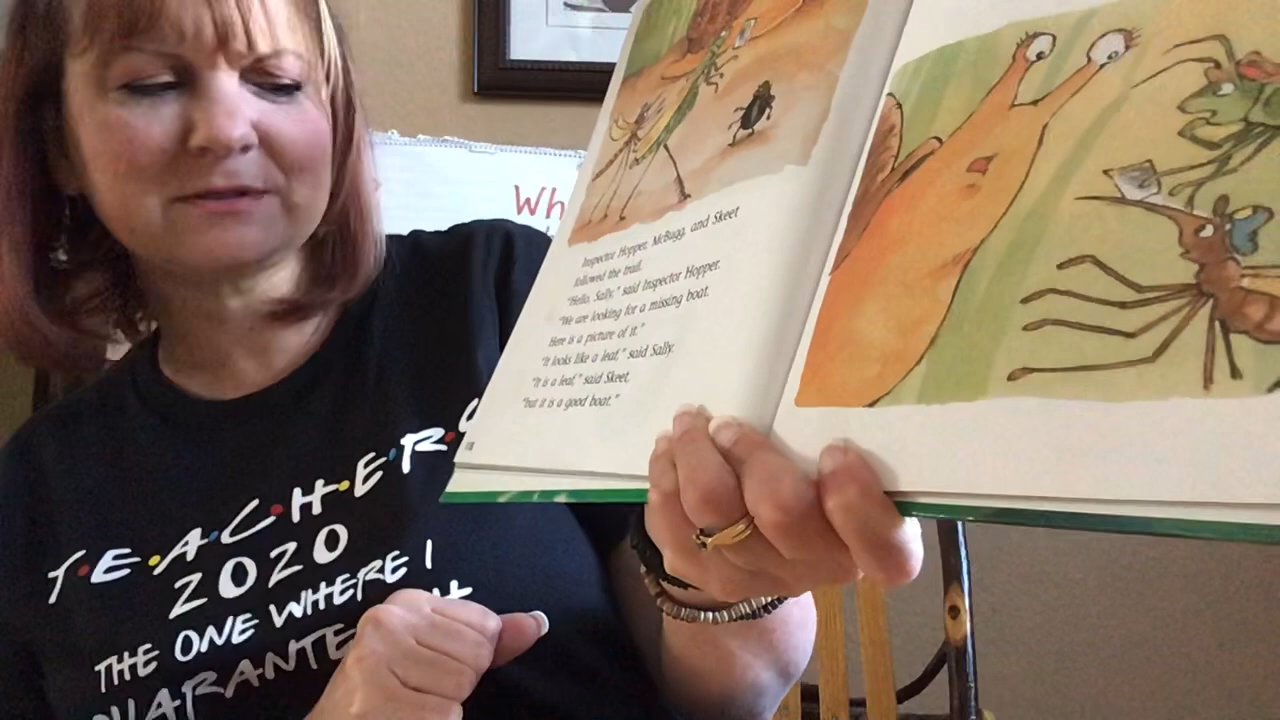 Wh
Inspector Hopper, McBugg, and Skeet
followed the trail.
"Hello, Sally," said Inspector Hopper.
"We are looking for a missing boat.
Here is a picture of it."
"It looks like a leaf," said Sally.
"It is a leaf," said Skeet,
"but it is a good boat."
T•E•A•C•H•E•R•
2020
THE ONE WHERE I